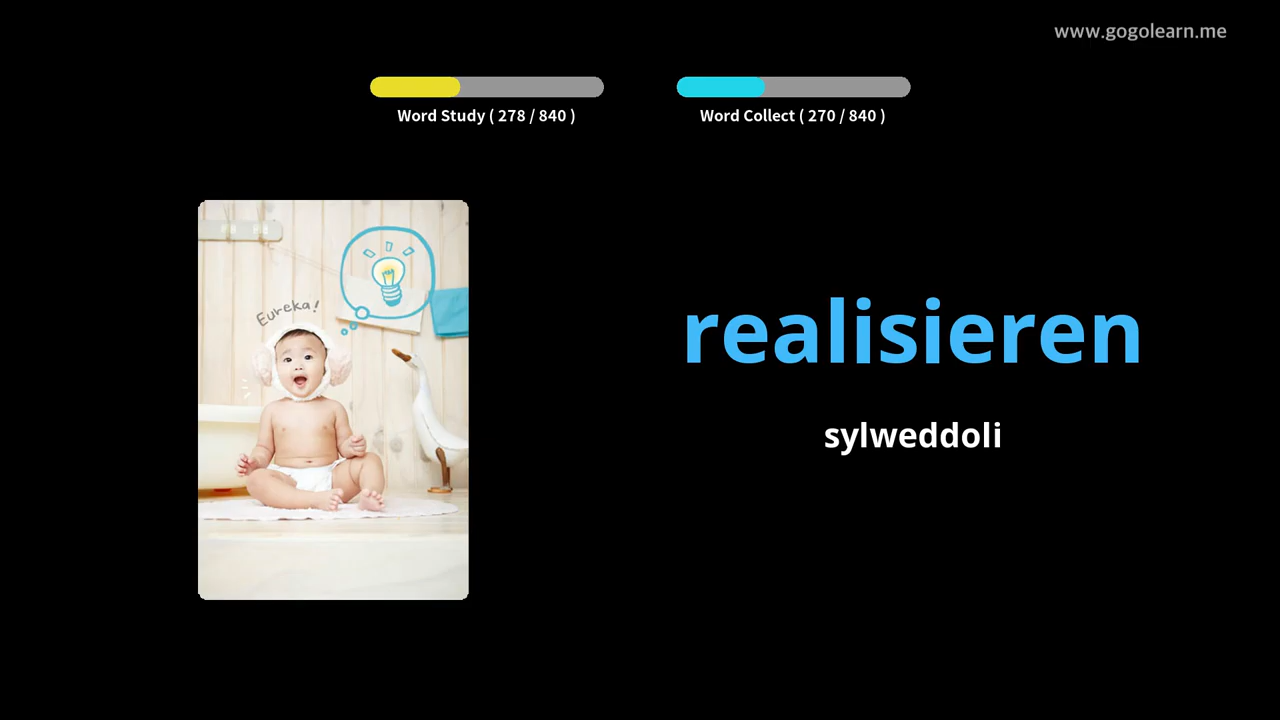 www.gogolearn.me
Word Study ( 278 / 840 )
Word Collect ( 270 / 840 )
Eureka!
realisieren
sylweddoli